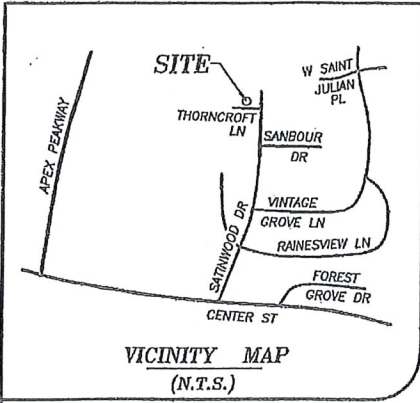 SITE
W SAINT
JULIAN
PL
THORNCROFT
LN
APEX PEAKWAY
SANBOUR
DR
VINTAGE
GROVE LN
SATINWOOD DR
RAINESVIEW LN
FOREST
GROVE DR
CENTER ST
VICINITY MAP
(N.T.S.)